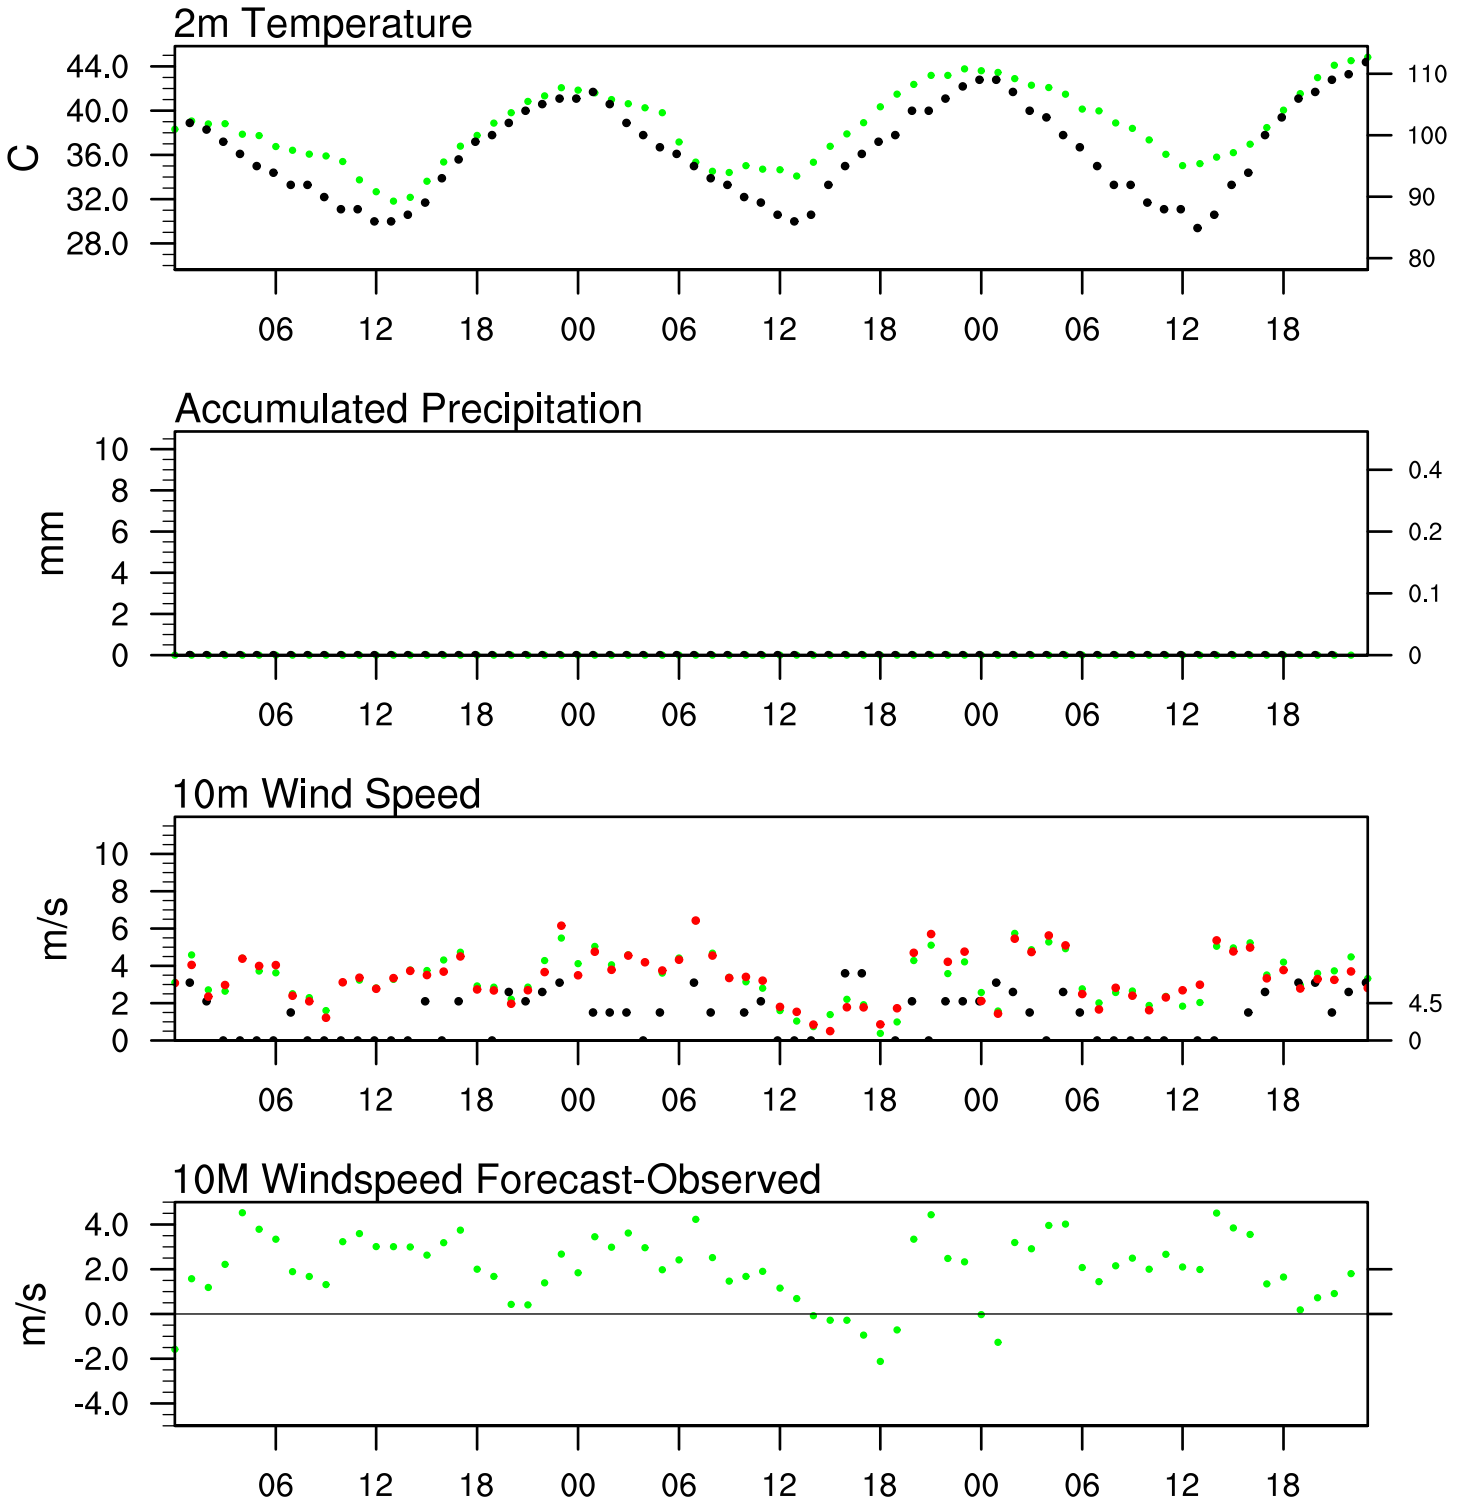 2m Temperature
44.0
40.0
36.0
32.0
28.0
C
110
100
90
80
06 12 18 00 06 12 18 00 06 12 18
Accumulated Precipitation
10
8
6
4
2
0
mm
0.4
0.2
0.1
0
06 12 18 00 06 12 18 00 06 12 18
10m Wind Speed
10
8
6
4
2
0
m/s
4.5
0
06 12 18 00 06 12 18 00 06 12 18
10M Windspeed Forecast-Observed
4.0
2.0
0.0
-2.0
-4.0
m/s
06 12 18 00 06 12 18 00 06 12 18